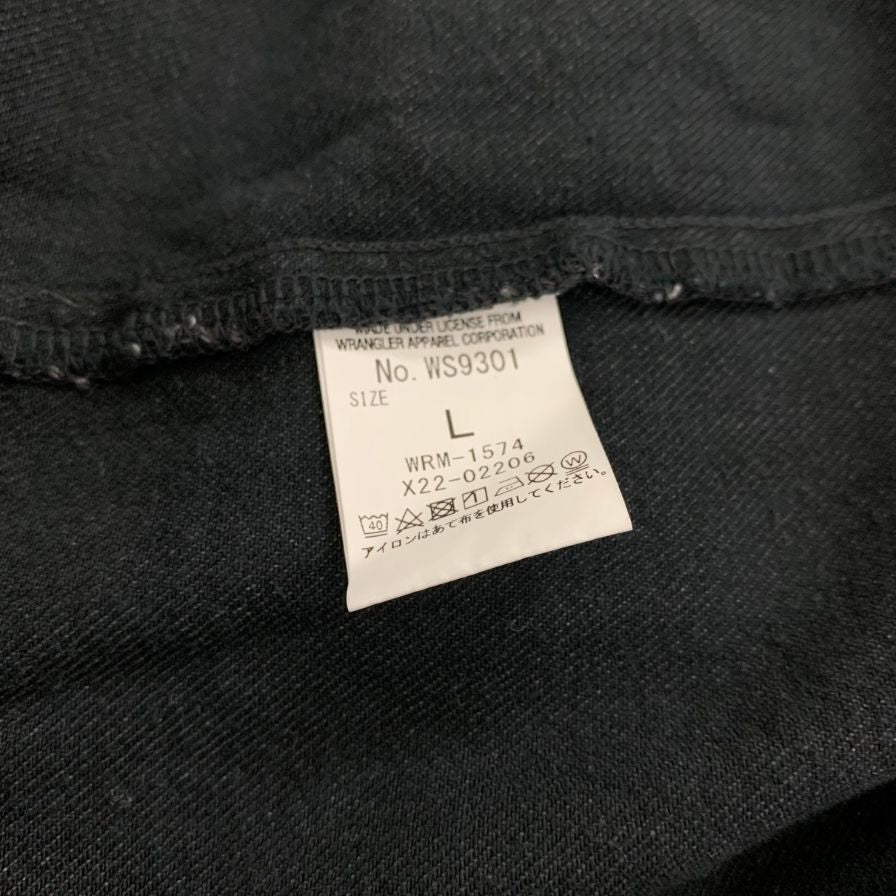 MADE UNDER LICENSE FROM
WRANGLER APPAREL CORPORATION
No. WS9301
SIZE
L
WRM-1574
X22-02206
40 1 W
アイロンはあて布を使用してください。